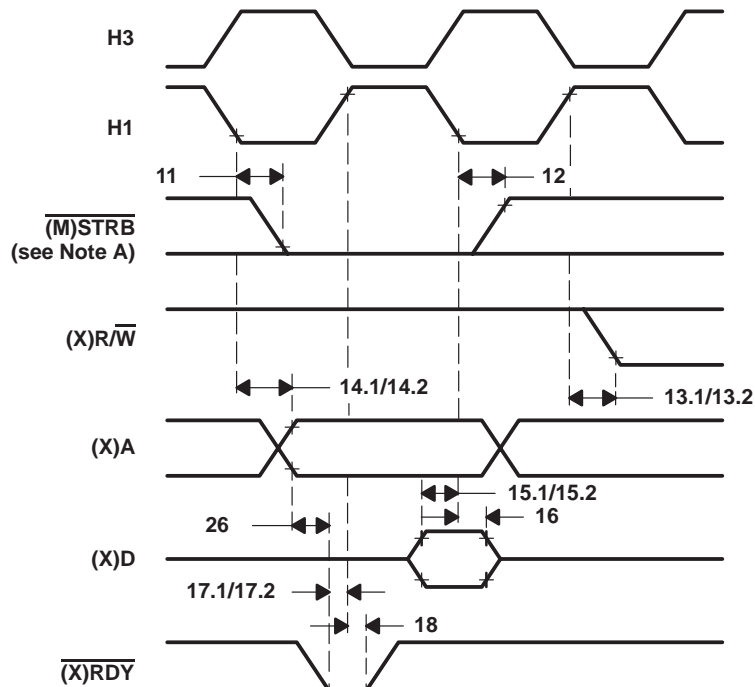 H3
H1
11
12
(M)STRB
(see Note A)
(X)R/W
14.1/14.2
13.1/13.2
(X)A
15.1/15.2
26
16
(X)D
17.1/17.2
18
(X)RDY